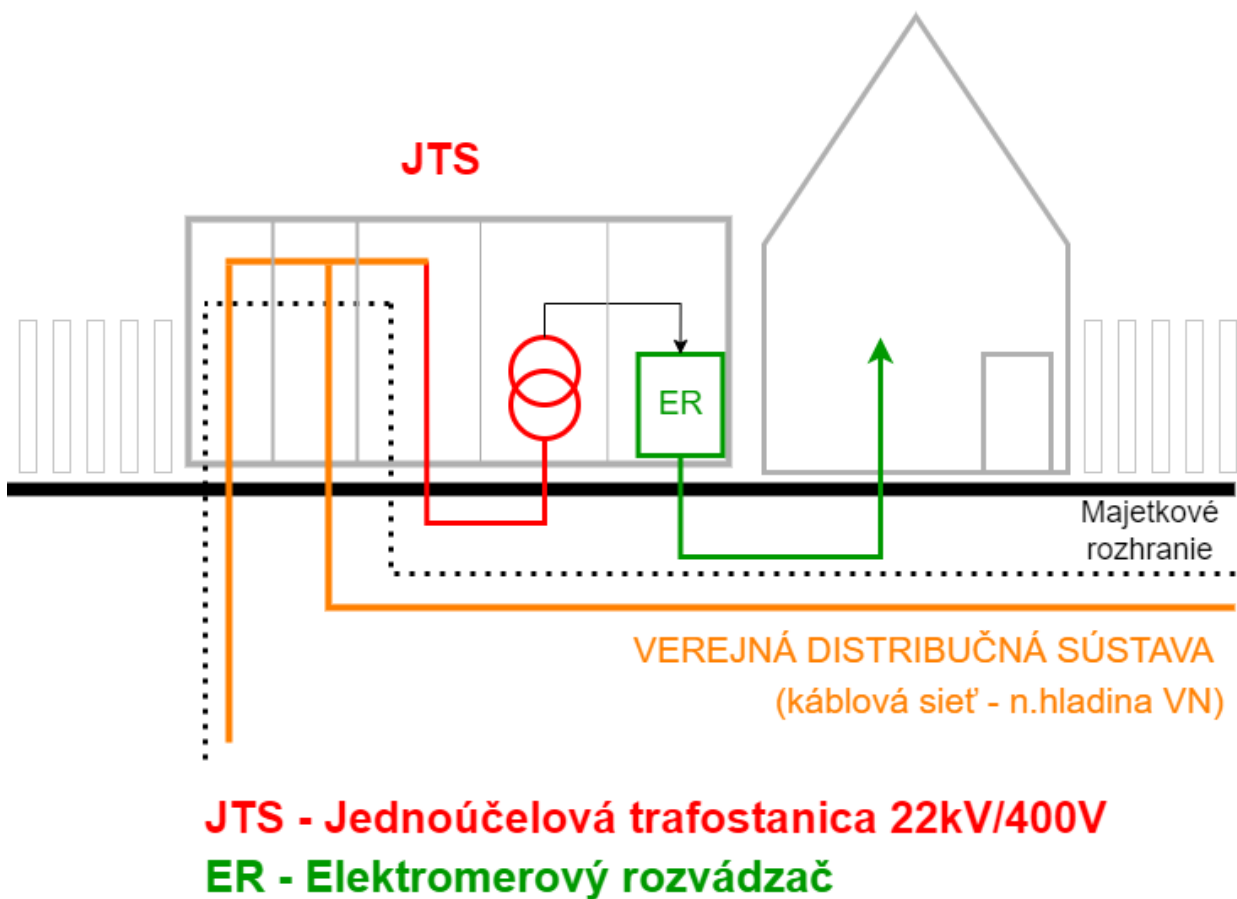 JTS
ER
Majetkové
rozhranie
VEREJNÁ DISTRIBUČNÁ SÚSTAVA
(káblová sieť - n.hladina VN)
JTS - Jednoúčelová trafostanica 22kV/400V
ER - Elektromerový rozvádzač